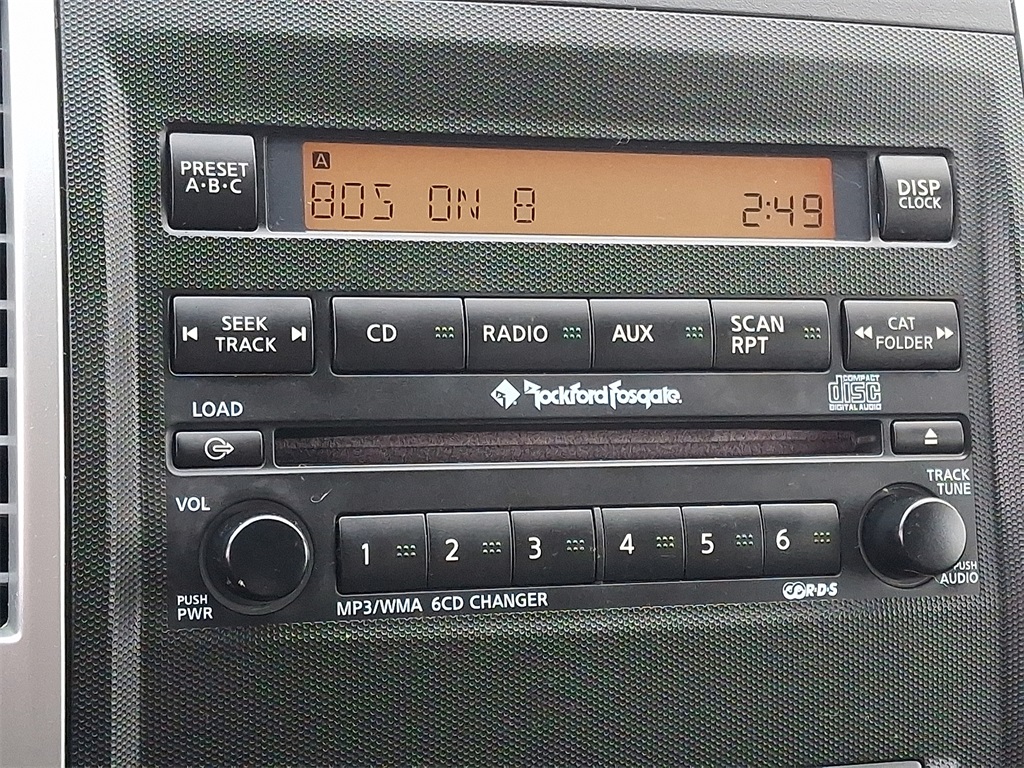 PRESET
A·B·C
A
80S ON 8 2:49
DISP
CLOCK
SEEK
TRACK
CD
RADIO
AUX
SCAN
RPT
CAT
FOLDER
Rockford Fosgate.
COMPACT
disc
DIGITAL AUDIO
LOAD
TRACK
TUNE
VOL
1
2
3
4
5
6
PUSH
PWR
PUSH
AUDIO
MP3/WMA 6CD CHANGER
R·D·S